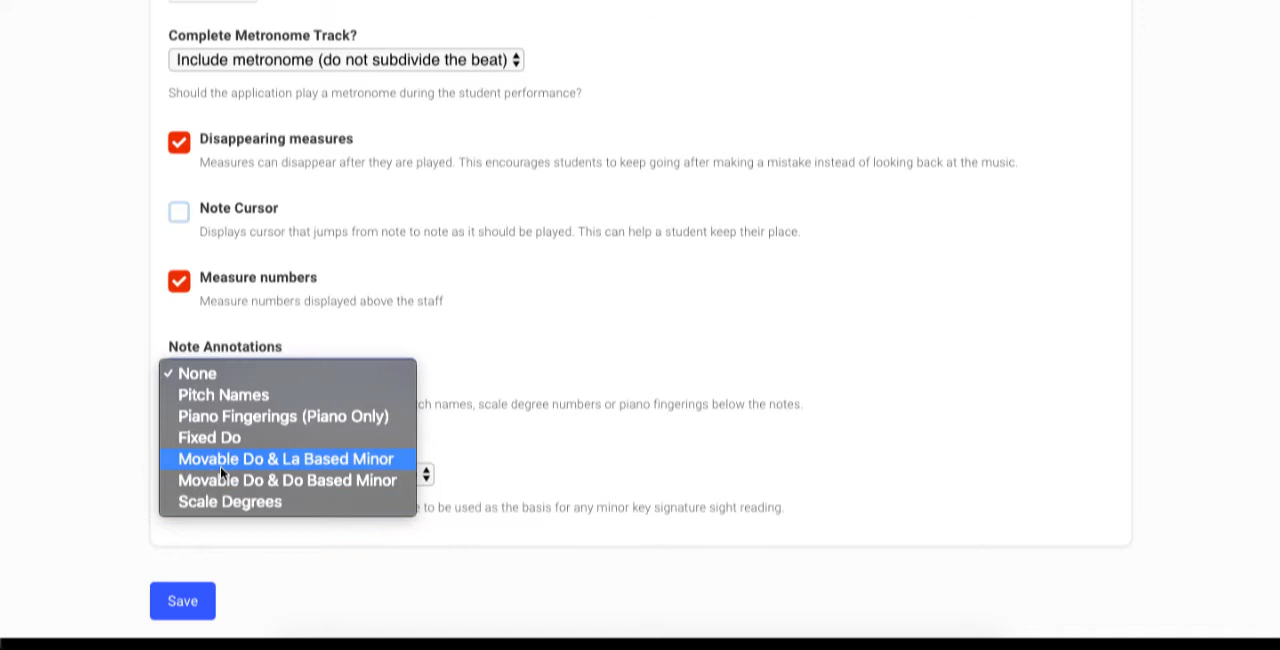 Complete Metronome Track?
Include metronome (do not subdivide the beat)
Should the application play a metronome during the student performance?
Disappearing measures
Measures can disappear after they are played. This encourages students to keep going after making a mistake instead of looking back at the music.
Note Cursor
Displays cursor that jumps from note to note as it should be played. This can help a student keep their place.
Measure numbers
Measure numbers displayed above the staff
Note Annotations
✓ None
Pitch Names
ch names, scale degree numbers or piano fingerings below the notes.
Piano Fingerings (Piano Only)
Fixed Do
Movable Do & La Based Minor
Movable Do & Do Based Minor
Scale Degrees
to be used as the basis for any minor key signature sight reading.
Save